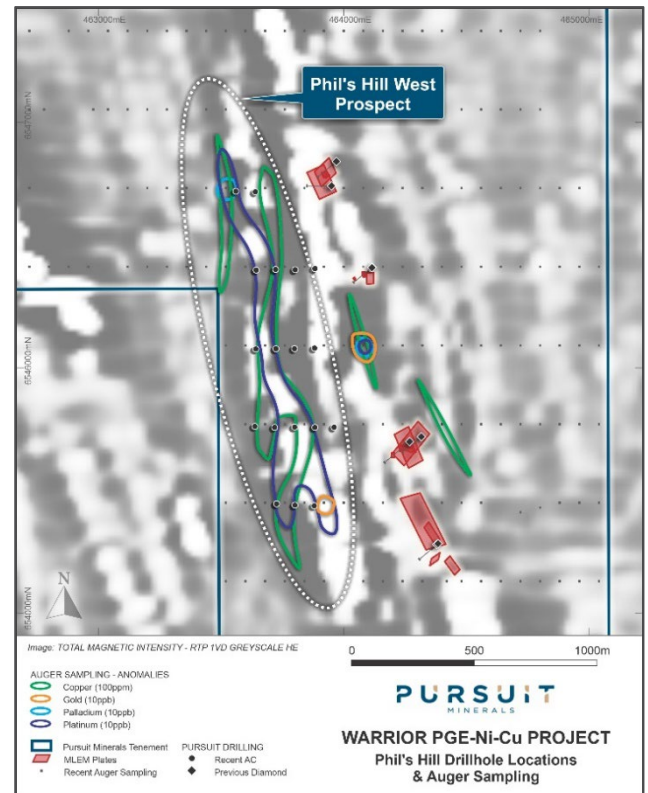 463000mE
464000mE
465000mE
Phil's Hill West
Prospect
6547000mN
6546000mN
6545000mN
N
Image: TOTAL MAGNETIC INTENSITY - RTP 1VD GREYSCALE HE
0 500 1000m
AUGER SAMPLING - ANOMALIES
Copper (100ppm)
Gold (10ppb)
Palladium (10ppb)
Platinum (10ppb)
Pursuit Minerals Tenement
MLEM Plates
Recent Auger Sampling
PURSUIT DRILLING
Recent AC
Previous Diamond
PURSUIT
MINERALS
WARRIOR PGE-Ni-Cu PROJECT
Phil's Hill Drillhole Locations
& Auger Sampling